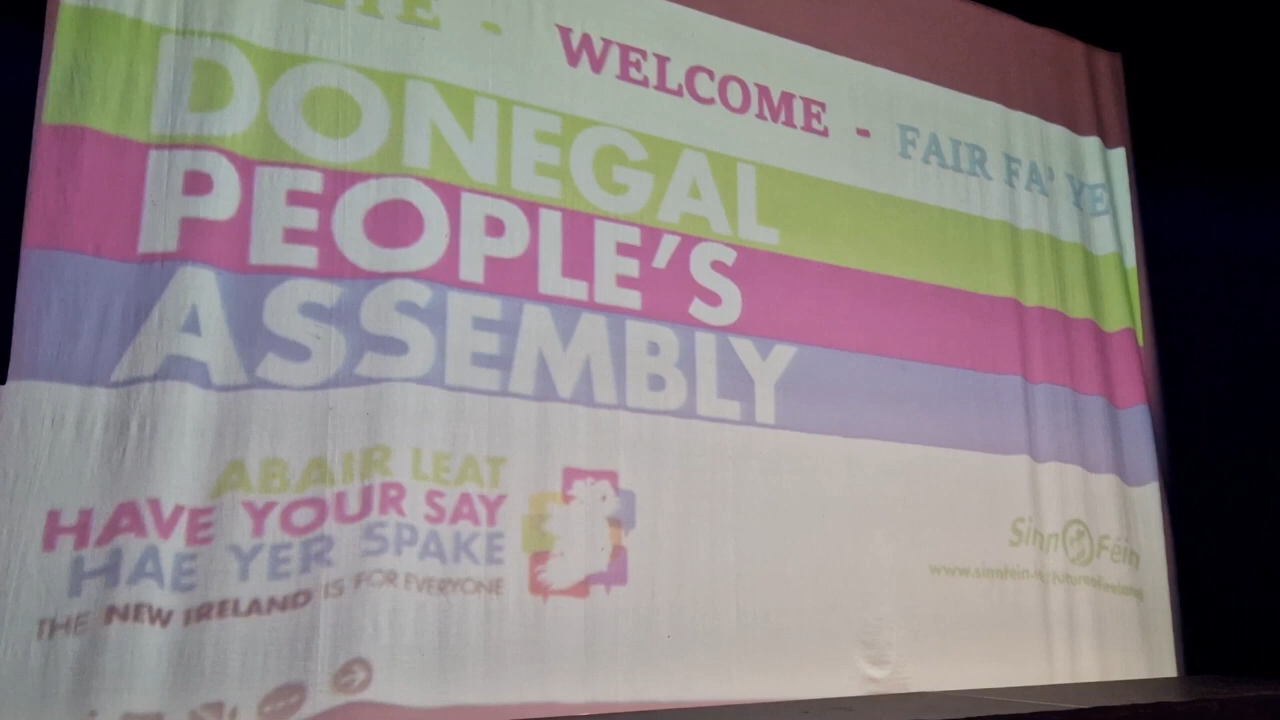 - WELCOME - FAIR FA' YE
DONEGAL
PEOPLE'S
ASSEMBLY
ABAIR LEAT
HAVE YOUR SAY
HAE YER SPAKE
THE NEW IRELAND IS FOR EVERYONE
Sinn Féin